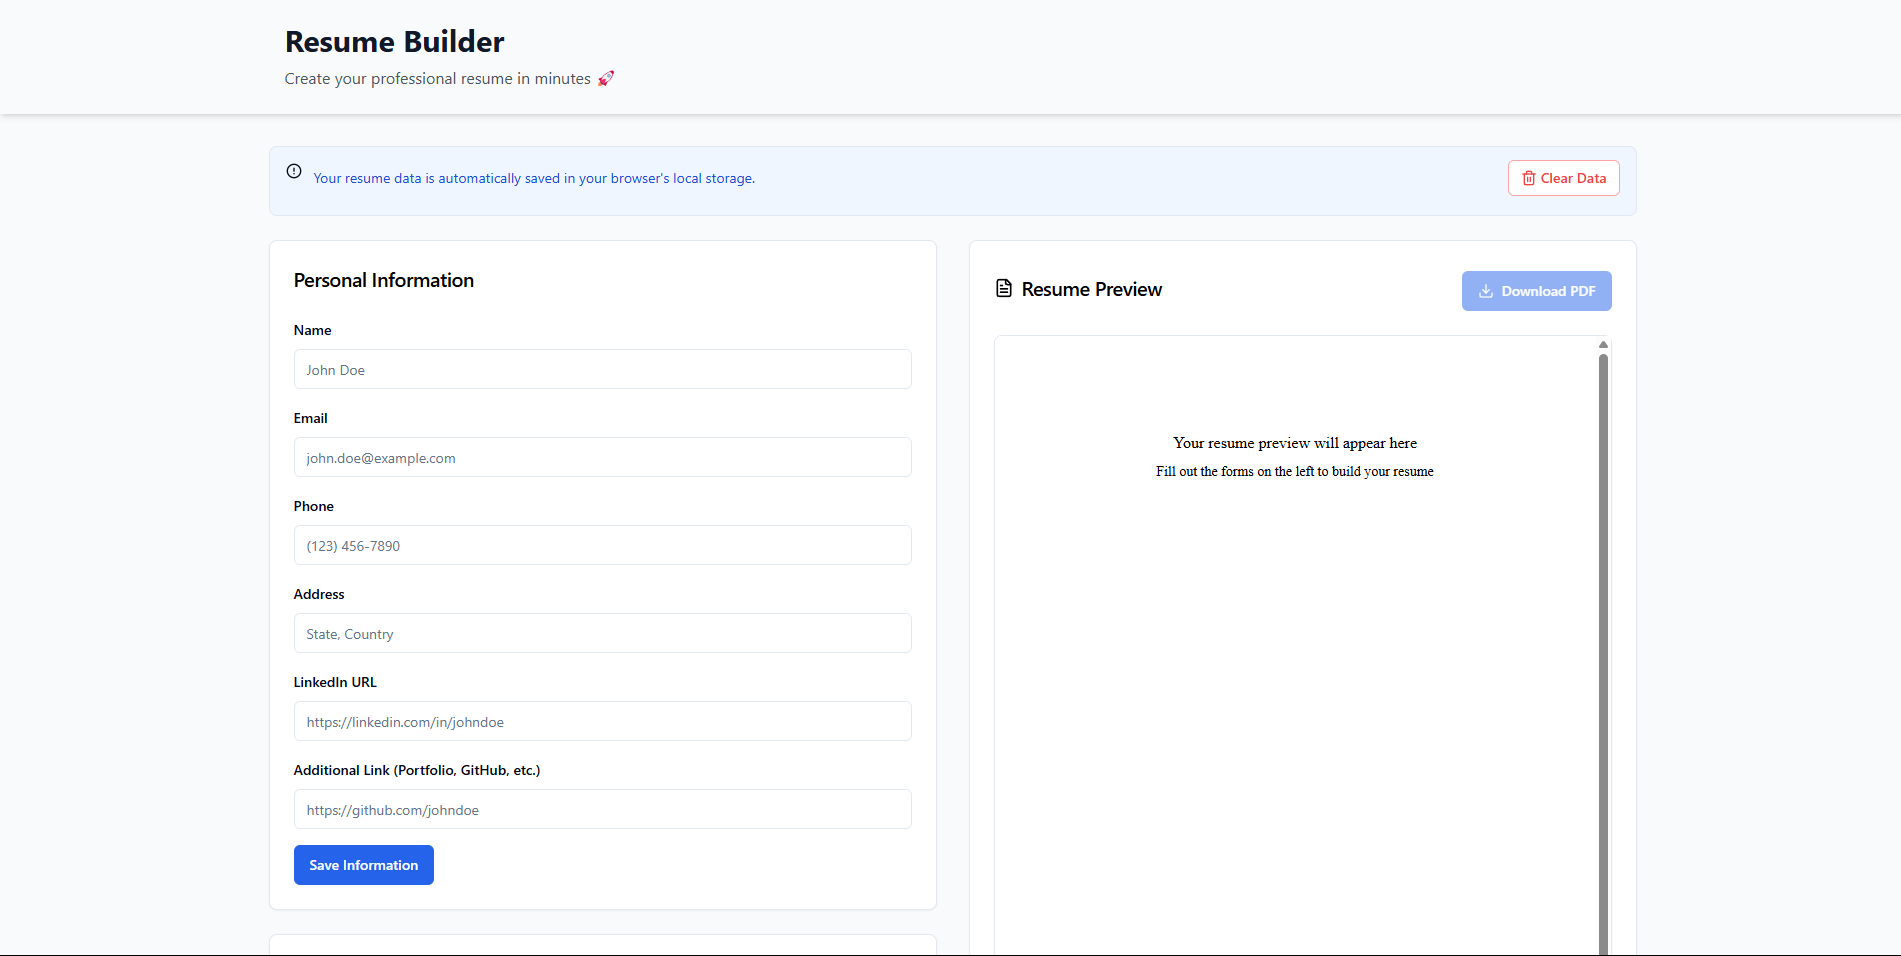 Resume Builder
Create your professional resume in minutes 🚀
Your resume data is automatically saved in your browser's local storage.
Clear Data
Personal Information
Name
John Doe
Email
john.doe@example.com
Phone
(123) 456-7890
Address
State, Country
LinkedIn URL
https://linkedin.com/in/johndoe
Additional Link (Portfolio, GitHub, etc.)
https://github.com/johndoe
Save Information
Resume Preview
Download PDF
Your resume preview will appear here
Fill out the forms on the left to build your resume